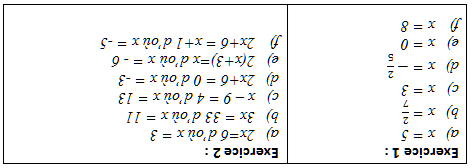 Exercice 1 :
a) x = 5
b) x = 2/7
c) x = 3
d) x = −2/5
e) x = 0
f) x = 8
Exercice 2 :
a) 2x=6 d'où x = 3
b) 3x = 33 d'où x = 11
c) x − 9 = 4 d'où x = 13
d) 2x+6 = 0 d'où x = -3
e) 2(x+3)=x d'où x = - 6
f) 2x+6 = x+1 d'où x = -5